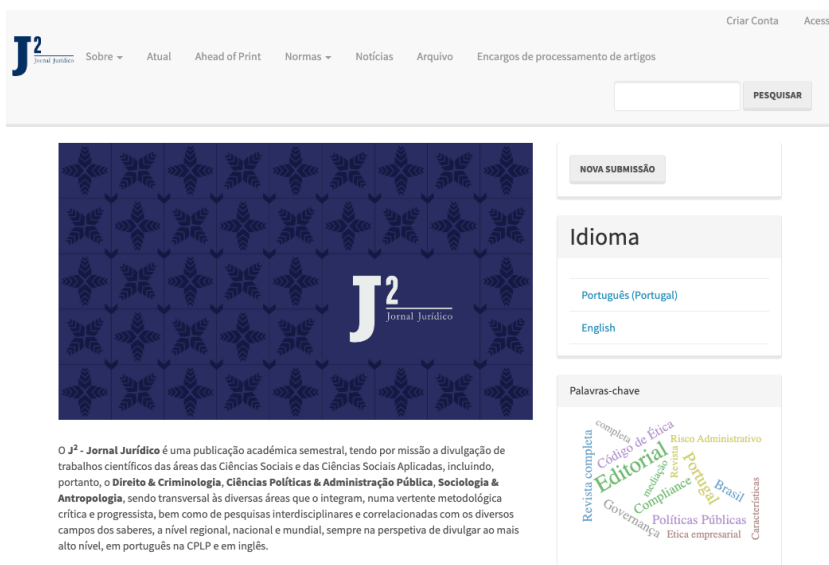 Criar Conta Acess
J2
Jornal Jurídico
Sobre Atual Ahead of Print Normas Notícias Arquivo Encargos de processamento de artigos
PESQUISAR
NOVA SUBMISSÃO
J2
Jornal Jurídico
Idioma
Português (Portugal)
English
Palavras-chave
completa
Código de Ética
Risco Administrativo
Revista completa
Editorial
Revista
mediação
Portugal
Compliance
Brasil
Características
Governança
Políticas Públicas
Etica empresarial
O J2 - Jornal Jurídico é uma publicação académica semestral, tendo por missão a divulgação de
trabalhos científicos das áreas das Ciências Sociais e das Ciências Sociais Aplicadas, incluindo,
portanto, o Direito & Criminologia, Ciências Políticas & Administração Pública, Sociologia &
Antropologia, sendo transversal às diversas áreas que o integram, numa vertente metodológica
crítica e progressista, bem como de pesquisas interdisciplinares e correlacionadas com os diversos
campos dos saberes, a nível regional, nacional e mundial, sempre na perspetiva de divulgar ao mais
alto nível, em português na CPLP e em inglês.